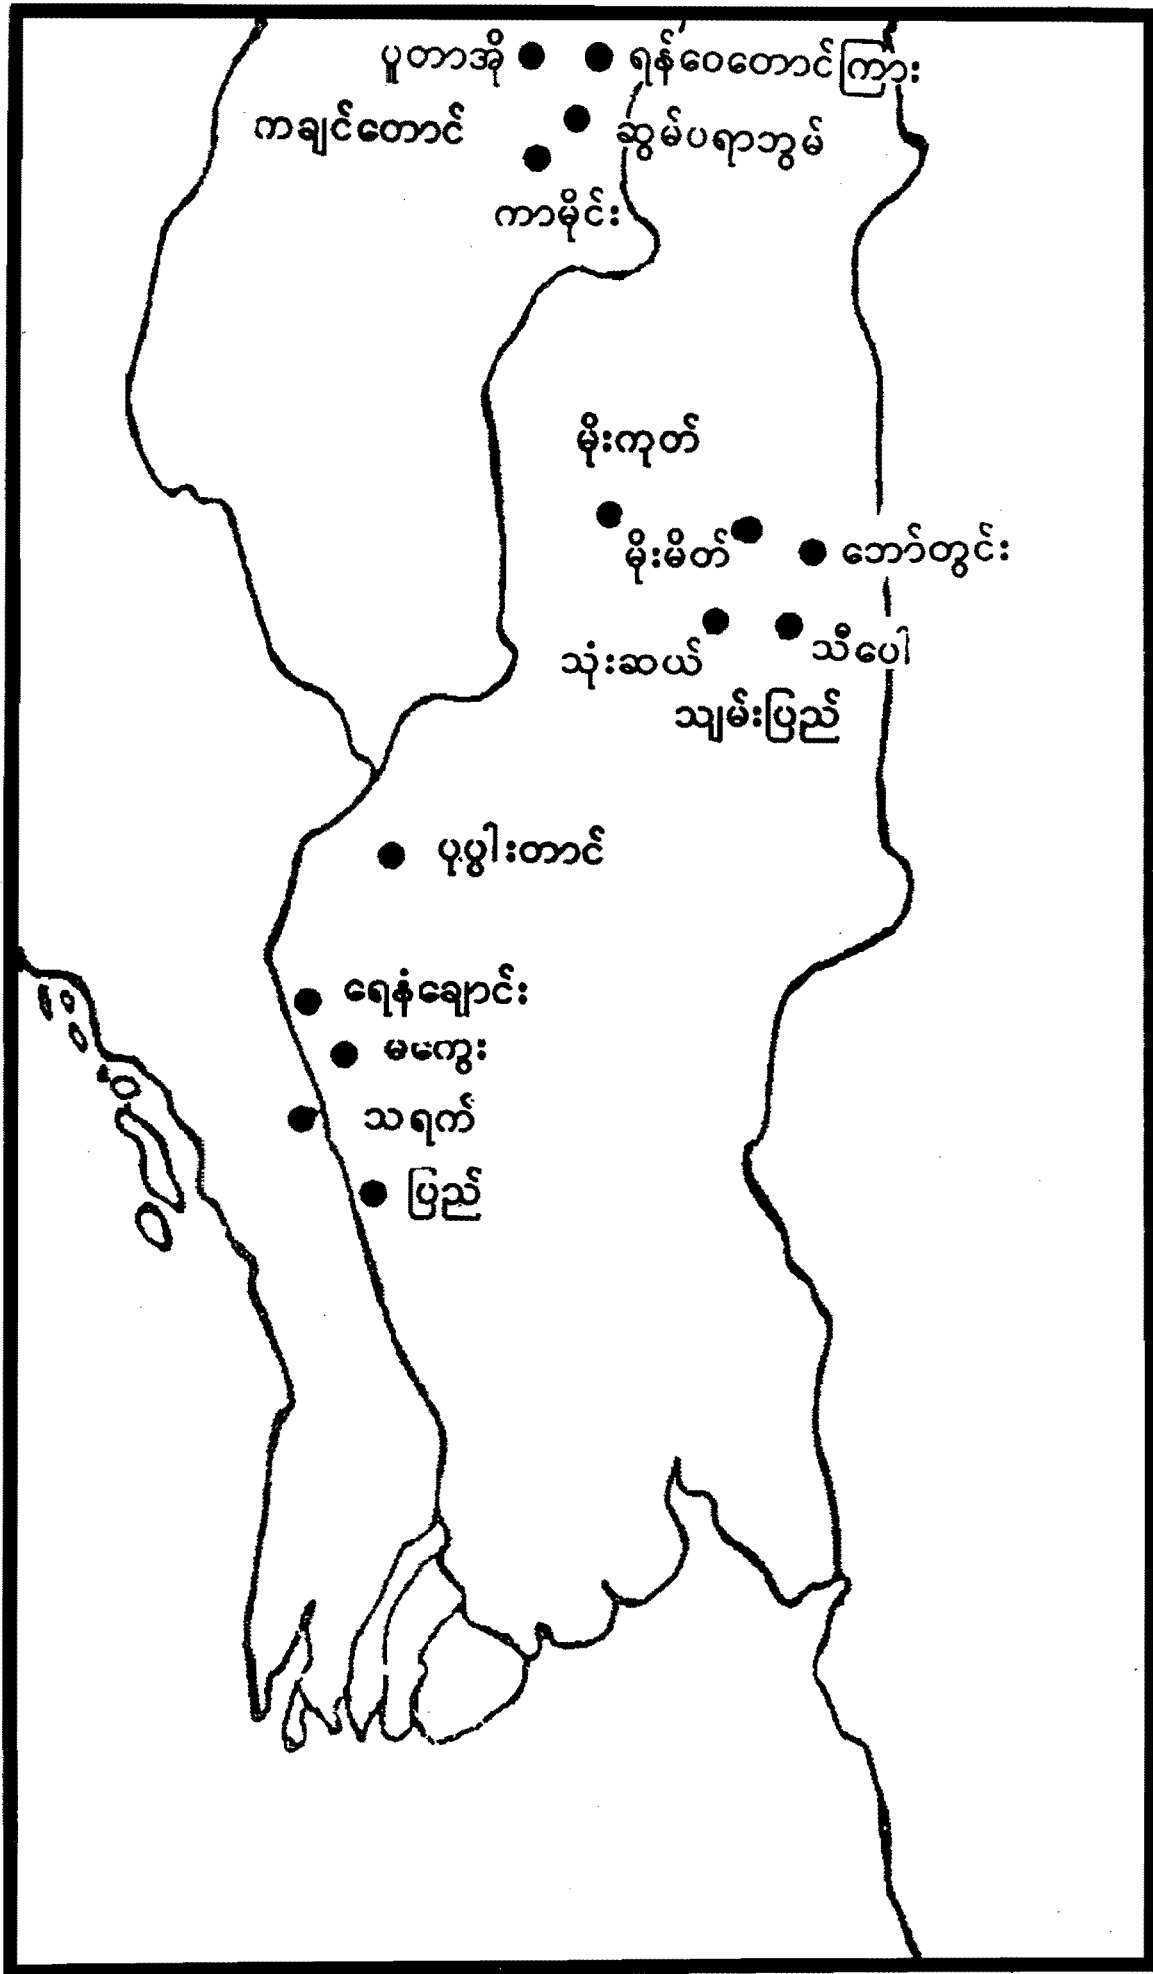 ပူတာအို
ရန်ဝေတောင်ကြား
ကချင်တောင်
ဆွမ်ပရာဘွမ်
ကာမိုင်း
မိုးကုတ်
မိုးမိတ်
ဘော်တွင်း
သုံးဆယ်
သီပေါ
သျမ်းပြည်
ပုပ္ပါးတာင်
ရေနံချောင်း
မကွေး
သရက်
ပြည်